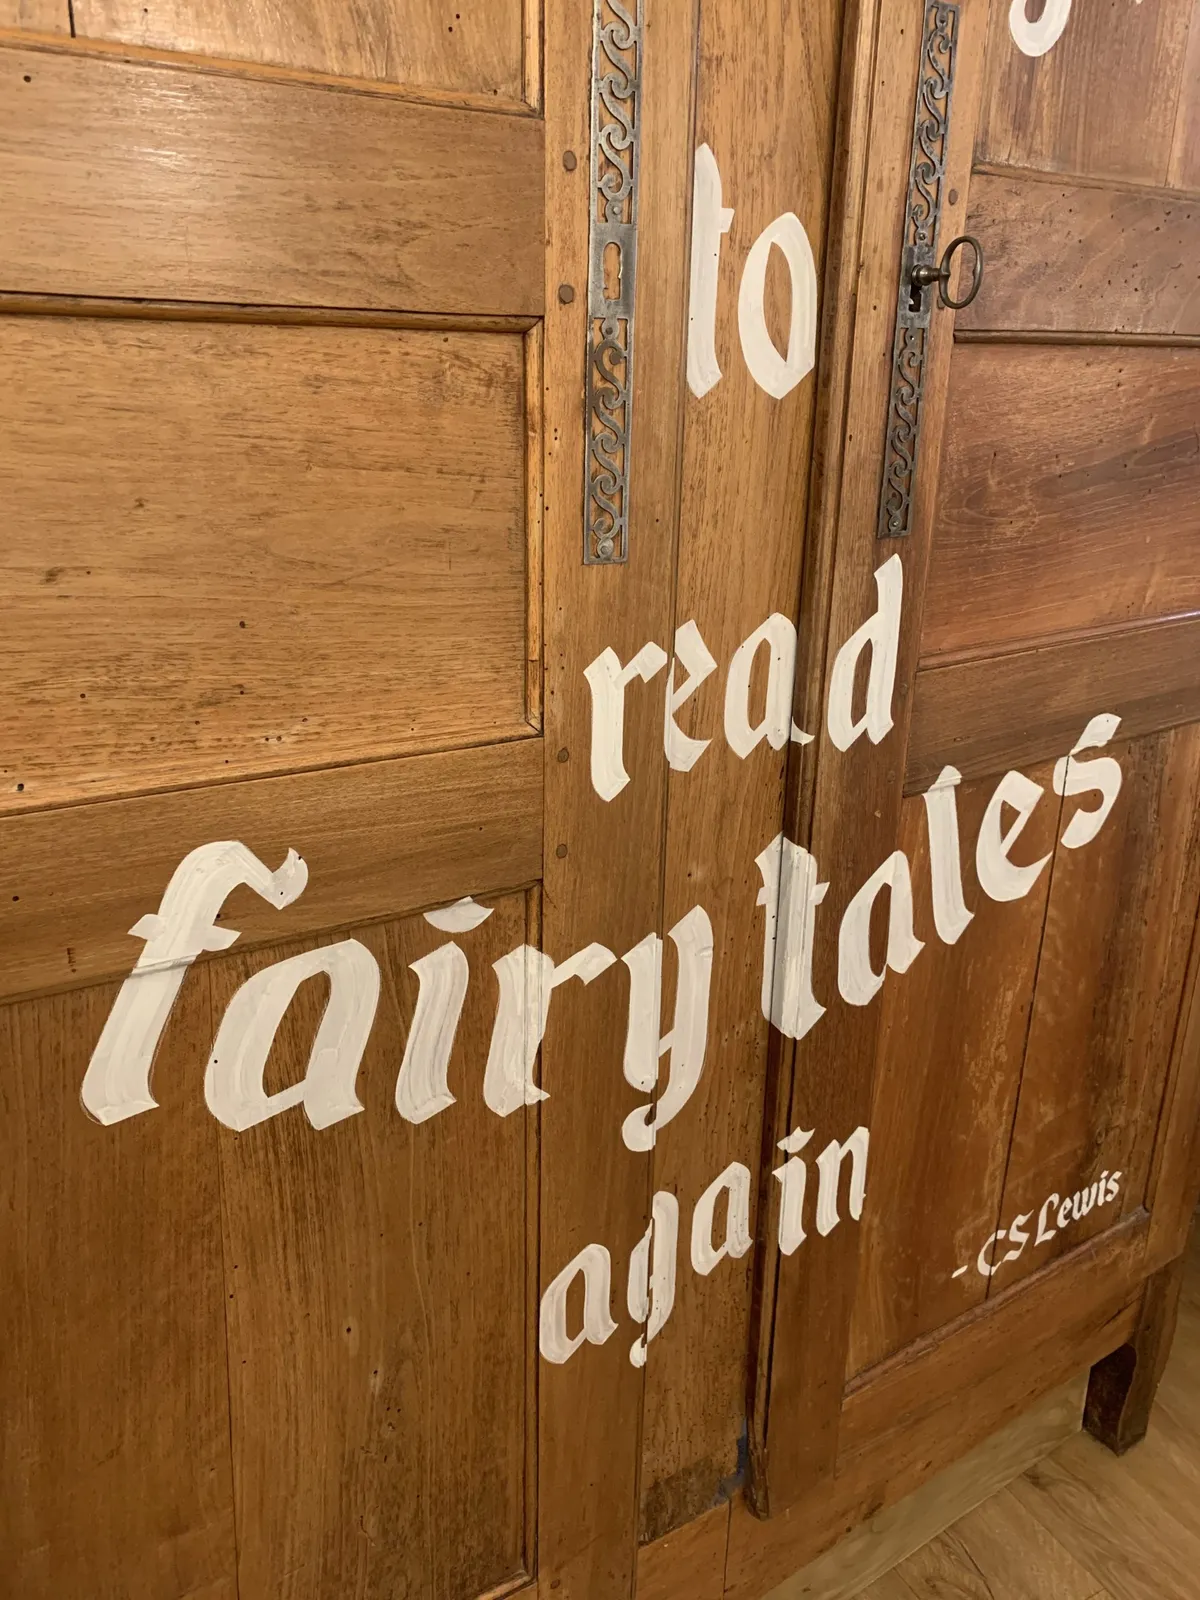 to
read
fairy tales
again
- CS Lewis